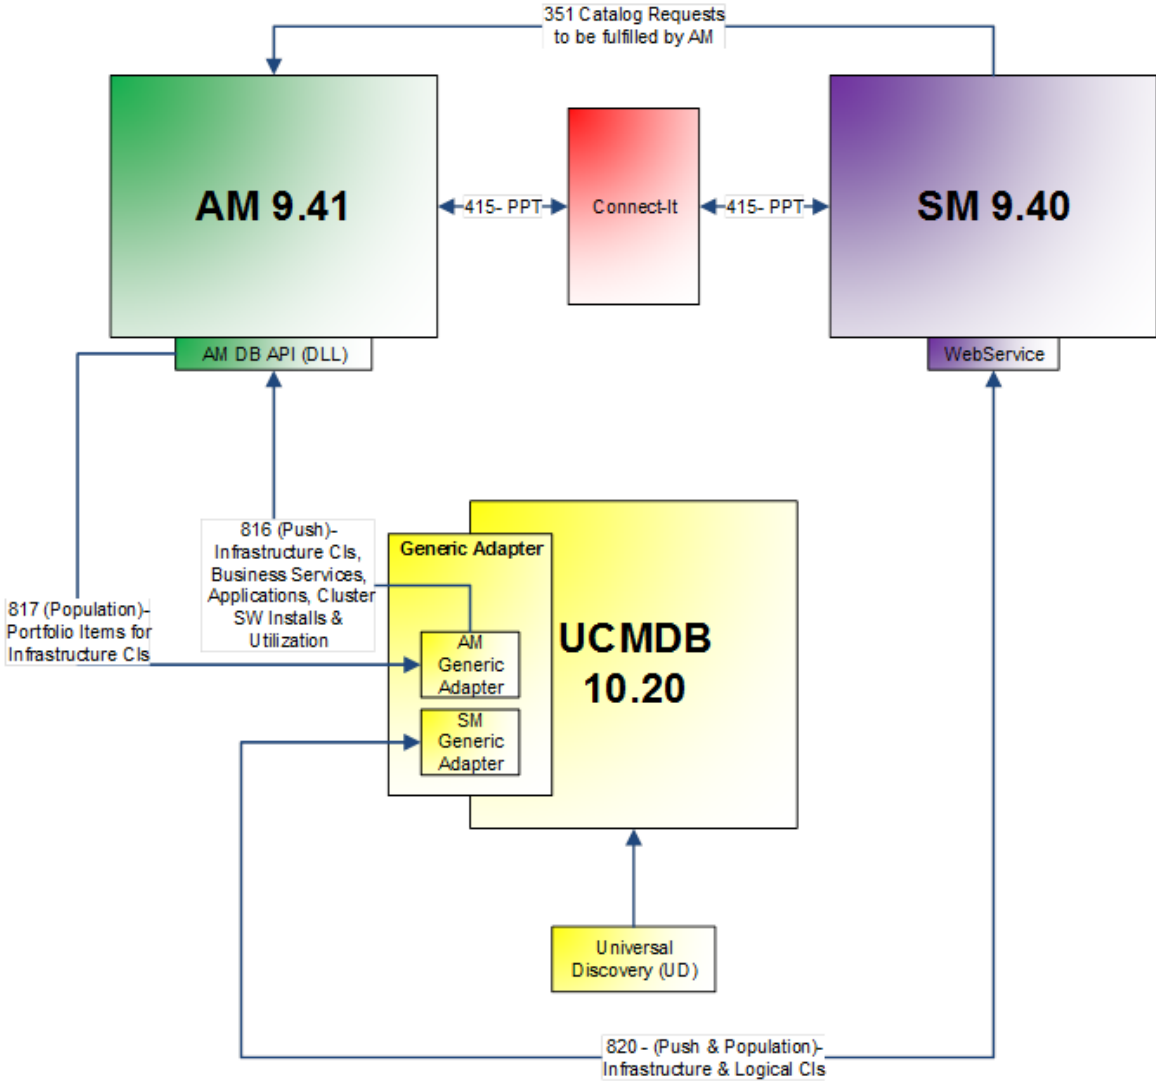 351 Catalog Requests
to be fulfilled by AM
AM 9.41
415- PPT
Connect-It
415- PPT
SM 9.40
AM DB API (DLL)
WebService
816 (Push)-
Infrastructure CIs,
Business Services,
Applications, Cluster
SW Installs &
Utilization
817 (Population)-
Portfolio Items for
Infrastructure CIs
Generic Adapter
AM
Generic
Adapter
SM
Generic
Adapter
UCMDB
10.20
Universal
Discovery (UD)
820 - (Push & Population)-
Infrastructure & Logical CIs